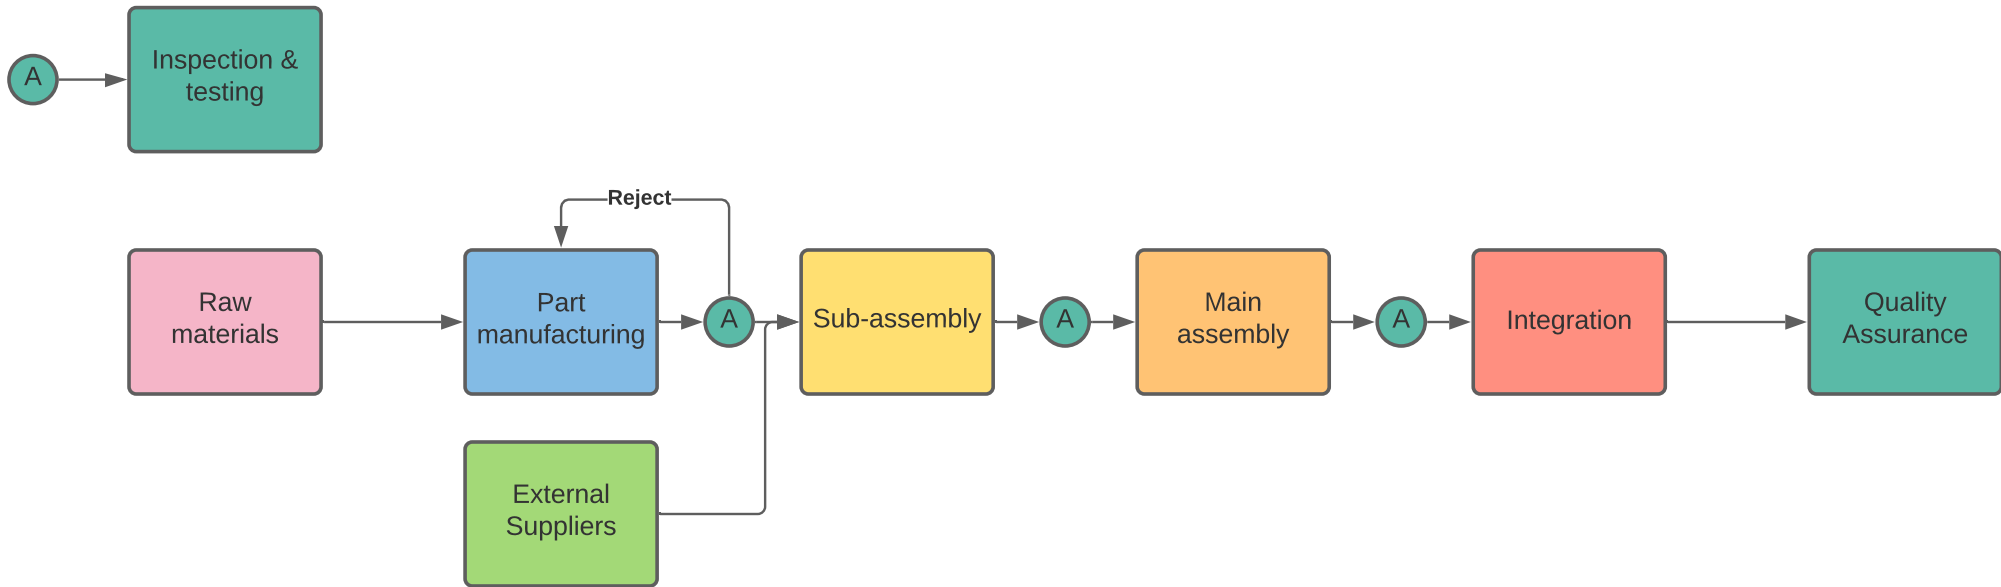 A
Inspection &
testing
Reject
Raw
materials
Part
manufacturing
A
Sub-assembly
A
Main
assembly
A
Integration
Quality
Assurance
External
Suppliers